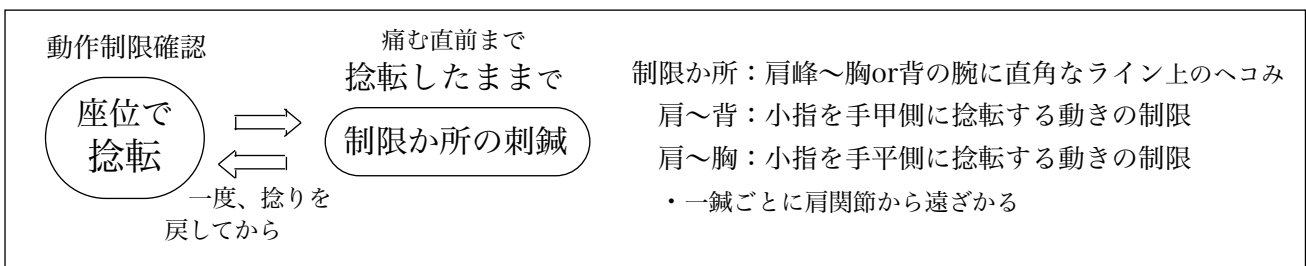 動作制限確認
座位で
捻転
痛む直前まで
捻転したままで
制限か所の刺鍼
一度、捻りを
戻してから
制限か所：肩峰～胸or背の腕に直角なライン上のヘコみ
肩～背：小指を手甲側に捻転する動きの制限
肩～胸：小指を手平側に捻転する動きの制限
・一鍼ごとに肩関節から遠ざかる